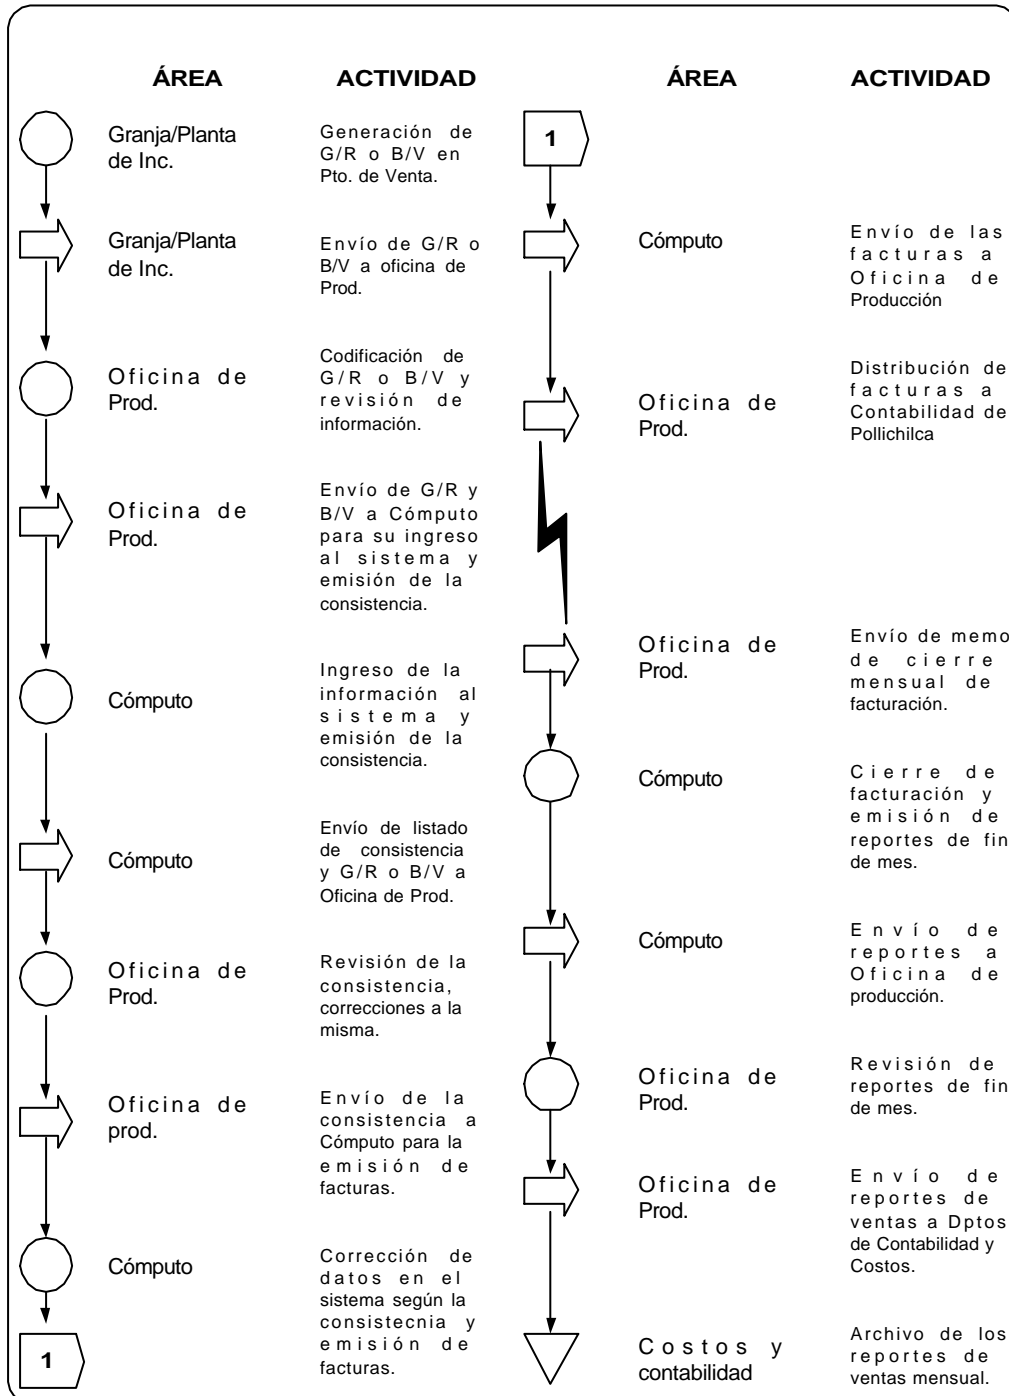 ÁREA ACTIVIDAD
Granja/Planta
de Inc.
Generación de
G/R o B/V en
Pto. de Venta.
Granja/Planta
de Inc.
Envío de G/R o
B/V a oficina de
Prod.
Oficina de
Prod.
Codificación de
G/R o B/V y
revisión de
información.
Oficina de
Prod.
Envío de G/R y
B/V a Cómputo
para su ingreso
al sistema y
emisión de la
consistencia.
Cómputo
Ingreso de la
información al
sistema y
emisión de la
consistencia.
Cómputo
Envío de listado
de consistencia
y G/R o B/V a
Oficina de Prod.
Oficina de
Prod.
Revisión de la
consistencia,
correcciones a la
misma.
Oficina de
prod.
Envío de la
consistencia a
Cómputo para la
emisión de
facturas.
Cómputo
Corrección de
datos en el
sistema según la
consistecnia y
emisión de
facturas.
1
ÁREA ACTIVIDAD
1
Cómputo
Envío de las
facturas a
Oficina de
Producción
Oficina de
Prod.
Distribución de
facturas a
Contabilidad de
Pollichilca
Oficina de
Prod.
Envío de memo
de cierre
mensual de
facturación.
Cómputo
Cierre de
facturación y
emisión de
reportes de fin
de mes.
Cómputo
Envío de
reportes a
Oficina de
producción.
Oficina de
Prod.
Revisión de
reportes de fin
de mes.
Oficina de
Prod.
Envío de
reportes de
ventas a Dptos
de Contabilidad y
Costos.
Costos y
contabilidad
Archivo de los
reportes de
ventas mensual.